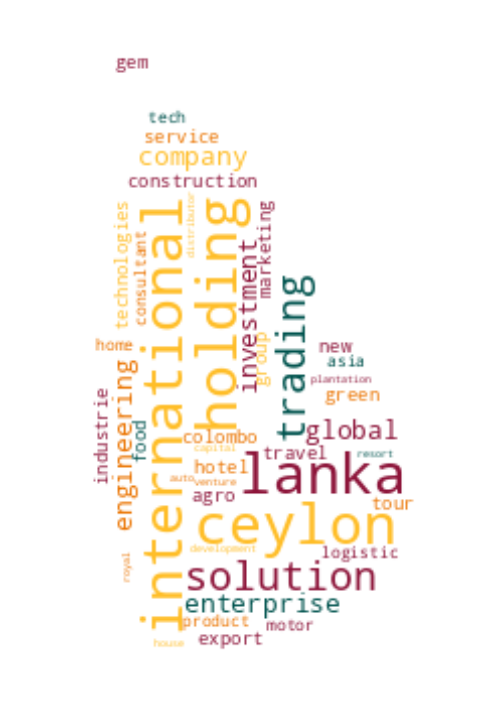 gem
tech
service
company
construction
technologies
consultant
international
distributor
holding
investment
marketing
group
trading
home
new
asia
plantation
green
industrie
engineering
food
colombo
capital
global
travel
resort
hotel
auto
venture
lanka
agro
tour
ceylon
development
logistic
royal
solution
enterprise
product
motor
export
house